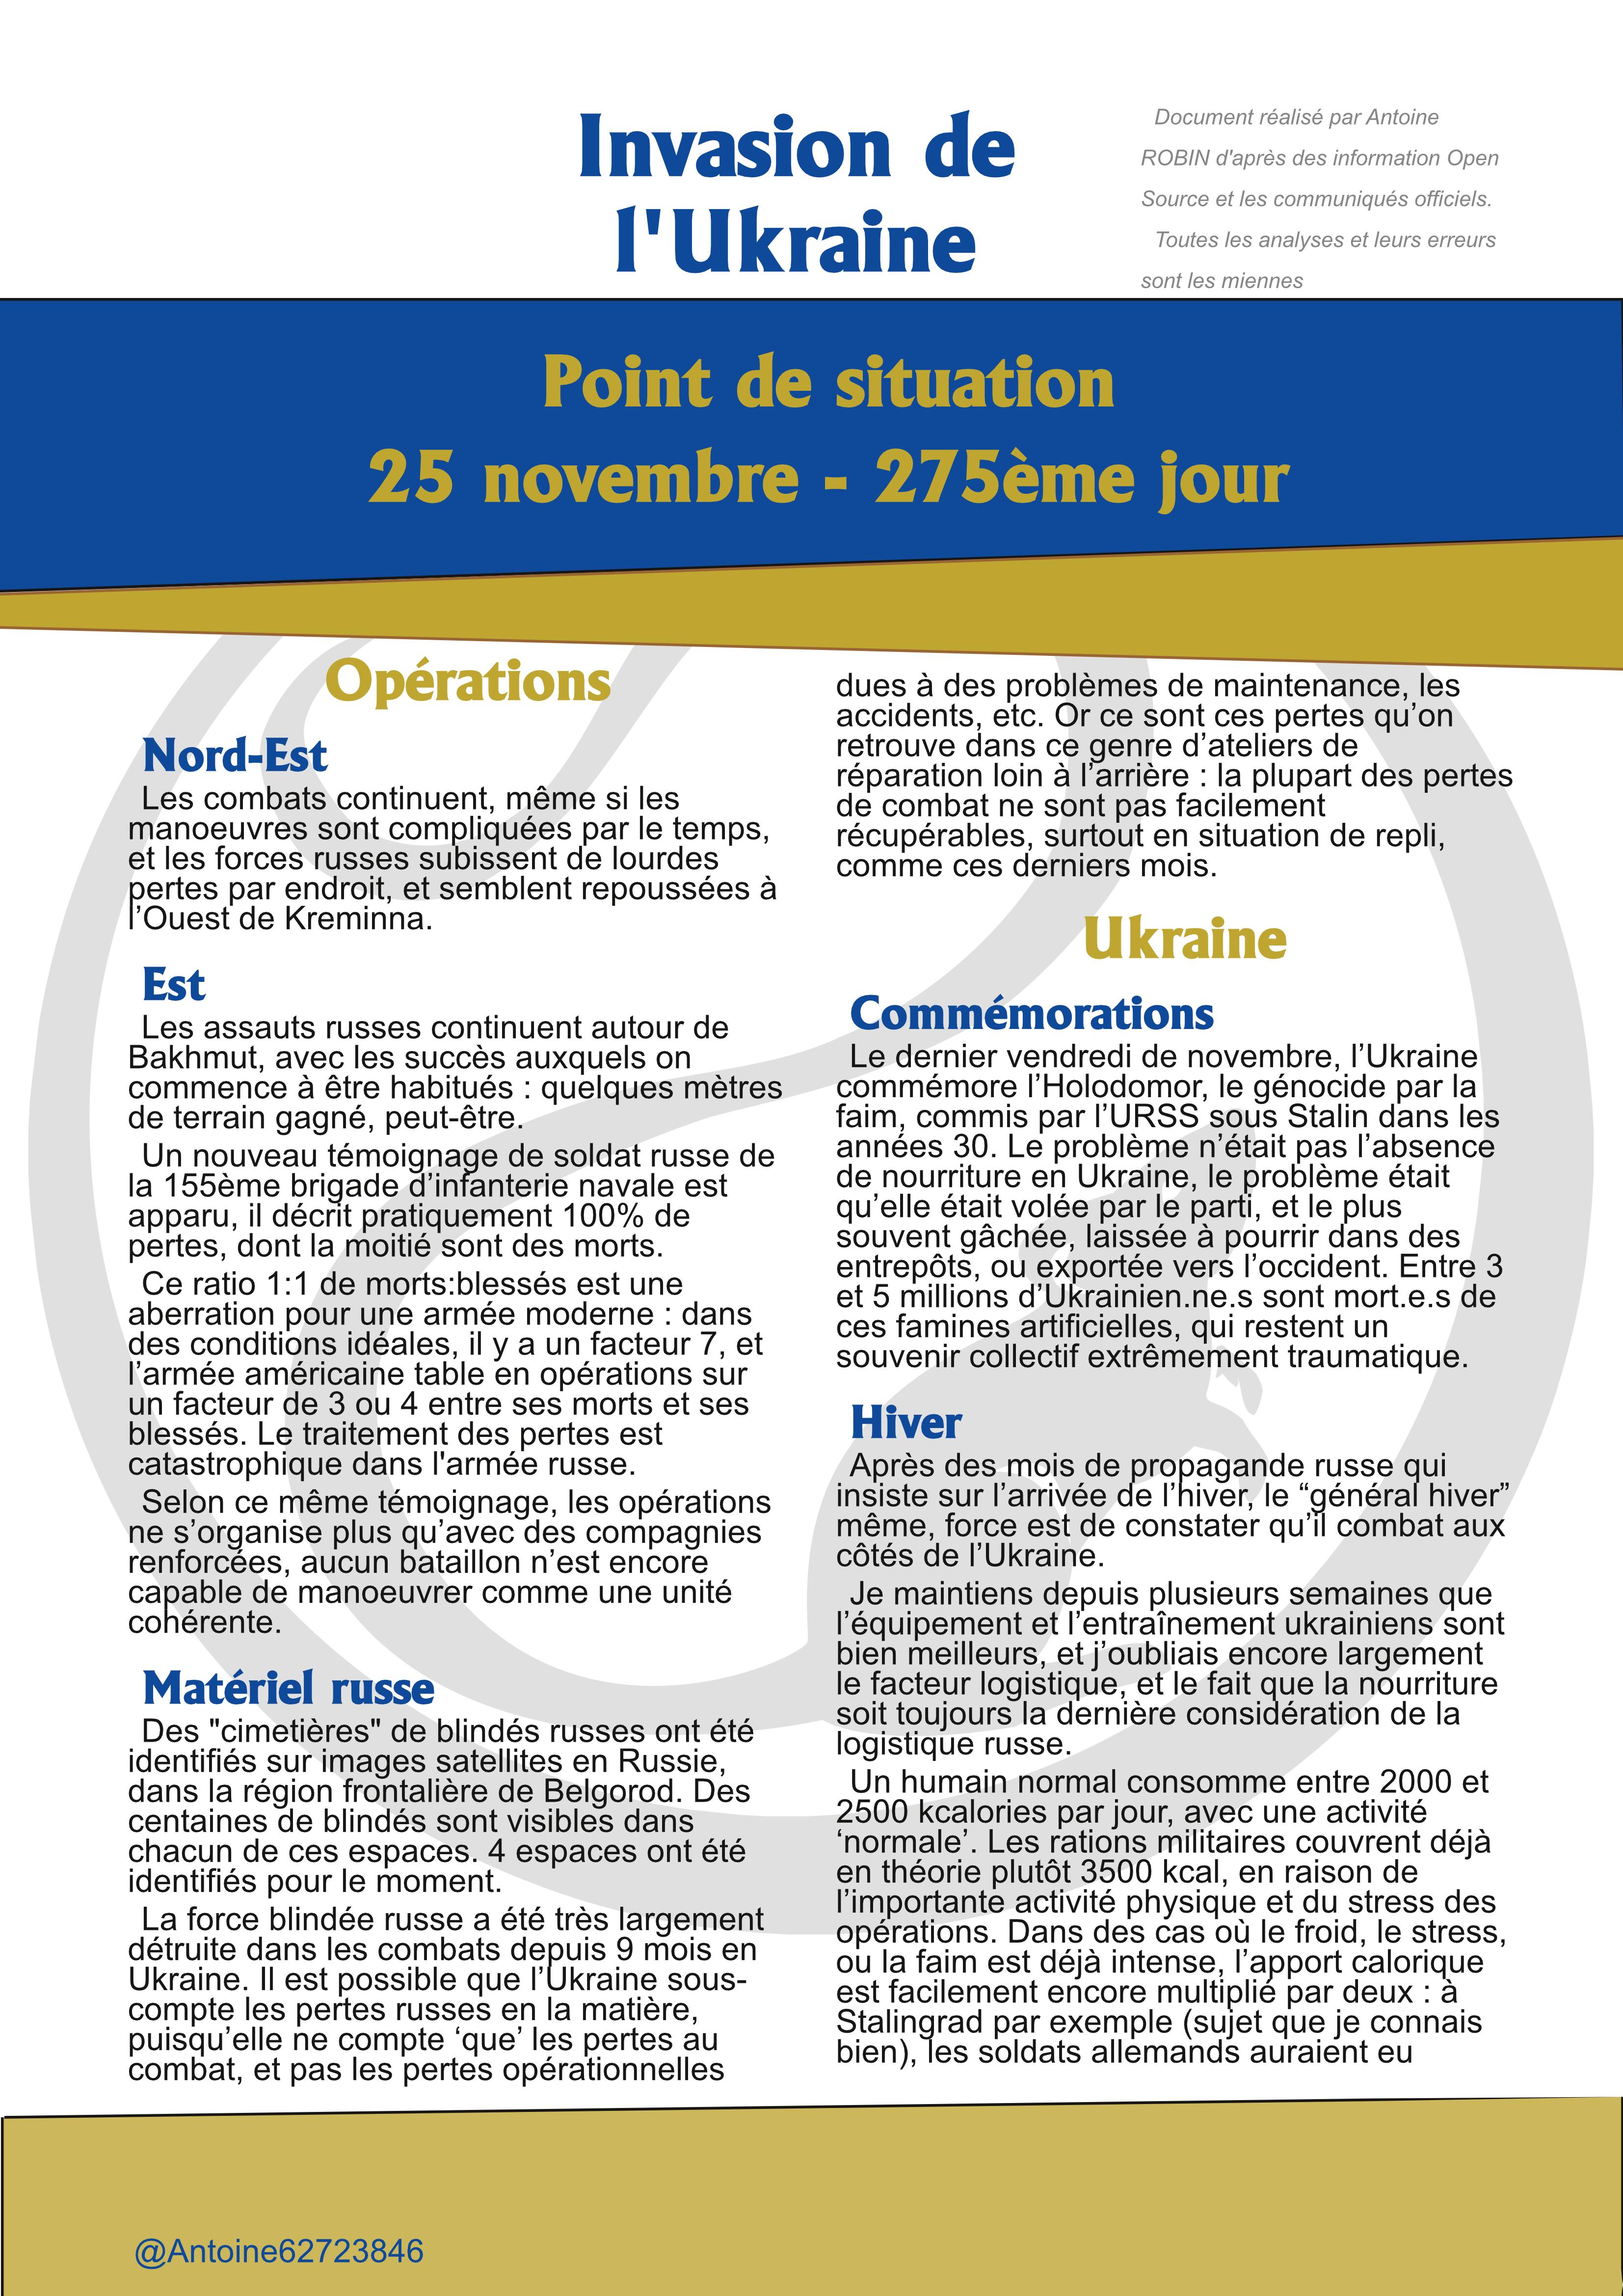 Invasion de
l'Ukraine
Document réalisé par Antoine
ROBIN d'après des information Open
Source et les communiqués officiels.
Toutes les analyses et leurs erreurs
sont les miennes
Point de situation
25 novembre - 275ème jour
Opérations
Nord-Est
Les combats continuent, même si les
manoeuvres sont compliquées par le temps,
et les forces russes subissent de lourdes
pertes par endroit, et semblent repoussées à
l’Ouest de Kreminna.
Est
Les assauts russes continuent autour de
Bakhmut, avec les succès auxquels on
commence à être habitués : quelques mètres
de terrain gagné, peut-être.
Un nouveau témoignage de soldat russe de
la 155ème brigade d’infanterie navale est
apparu, il décrit pratiquement 100% de
pertes, dont la moitié sont des morts.
Ce ratio 1:1 de morts:blessés est une
aberration pour une armée moderne : dans
des conditions idéales, il y a un facteur 7, et
l’armée américaine table en opérations sur
un facteur de 3 ou 4 entre ses morts et ses
blessés. Le traitement des pertes est
catastrophique dans l'armée russe.
Selon ce même témoignage, les opérations
ne s’organise plus qu’avec des compagnies
renforcées, aucun bataillon n’est encore
capable de manoeuvrer comme une unité
cohérente.
Matériel russe
Des "cimetières" de blindés russes ont été
identifiés sur images satellites en Russie,
dans la région frontalière de Belgorod. Des
centaines de blindés sont visibles dans
chacun de ces espaces. 4 espaces ont été
identifiés pour le moment.
La force blindée russe a été très largement
détruite dans les combats depuis 9 mois en
Ukraine. Il est possible que l’Ukraine sous-
compte les pertes russes en la matière,
puisqu’elle ne compte ‘que’ les pertes au
combat, et pas les pertes opérationnelles
dues à des problèmes de maintenance, les
accidents, etc. Or ce sont ces pertes qu’on
retrouve dans ce genre d’ateliers de
réparation loin à l’arrière : la plupart des pertes
de combat ne sont pas facilement
récupérables, surtout en situation de repli,
comme ces derniers mois.
Ukraine
Commémorations
Le dernier vendredi de novembre, l’Ukraine
commémore l’Holodomor, le génocide par la
faim, commis par l’URSS sous Stalin dans les
années 30. Le problème n’était pas l’absence
de nourriture en Ukraine, le problème était
qu’elle était volée par le parti, et le plus
souvent gâchée, laissée à pourrir dans des
entrepôts, ou exportée vers l’occident. Entre 3
et 5 millions d’Ukrainien.ne.s sont mort.e.s de
ces famines artificielles, qui restent un
souvenir collectif extrêmement traumatique.
Hiver
Après des mois de propagande russe qui
insiste sur l’arrivée de l’hiver, le “général hiver”
même, force est de constater qu’il combat aux
côtés de l’Ukraine.
Je maintiens depuis plusieurs semaines que
l’équipement et l’entraînement ukrainiens sont
bien meilleurs, et j’oubliais encore largement
le facteur logistique, et le fait que la nourriture
soit toujours la dernière considération de la
logistique russe.
Un humain normal consomme entre 2000 et
2500 kcalories par jour, avec une activité
‘normale’. Les rations militaires couvrent déjà
en théorie plutôt 3500 kcal, en raison de
l’importante activité physique et du stress des
opérations. Dans des cas où le froid, le stress,
ou la faim est déjà intense, l’apport calorique
est facilement encore multiplié par deux : à
Stalingrad par exemple (sujet que je connais
bien), les soldats allemands auraient eu
@Antoine62723846